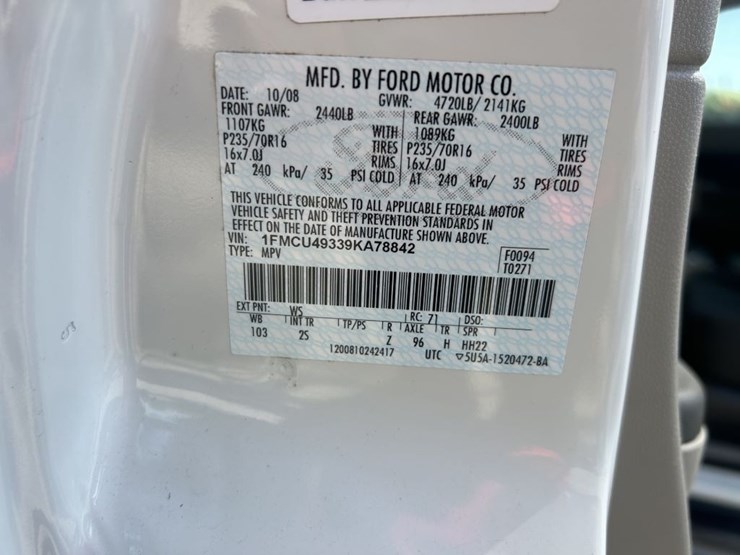 MFD. BY FORD MOTOR CO.
DATE: 10/08 GVWR: 4720LB/ 2141KG
FRONT GAWR: 2440LB REAR GAWR: 2400LB
1107KG WITH 1089KG WITH
P235/70R16 TIRES P235/70R16 TIRES
16x7.0J RIMS 16x7.0J RIMS
AT 240 kPa/ 35 PSI COLD AT 240 kPa/ 35 PSI COLD
THIS VEHICLE CONFORMS TO ALL APPLICABLE FEDERAL MOTOR
VEHICLE SAFETY AND THEFT PREVENTION STANDARDS IN
EFFECT ON THE DATE OF MANUFACTURE SHOWN ABOVE.
VIN: 1FMCU49339KA78842 F0094
TYPE: MPV T0271
EXT PNT: WS RC: 71 DSO:
WB INT TR TP/PS R AXLE TR SPR
103 2S Z 96 H HH22
1200810242417 UTC ▽5U5A-1520472-BA